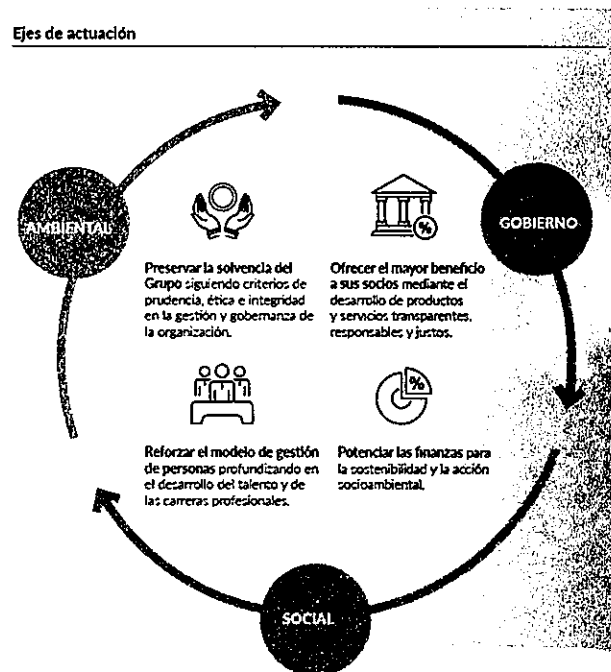 Ejes de actuación
AMBIENTAL
GOBIERNO
Preservar la solvencia del
Grupo siguiendo criterios de
prudencia, ética e integridad
en la gestión y gobernanza de
la organización.
%
Ofrecer el mayor beneficio
a sus socios mediante el
desarrollo de productos
y servicios transparentes,
responsables y justos.
Reforzar el modelo de gestión
de personas profundizando en
el desarrollo del talento y de
las carreras profesionales.
%
Potenciar las finanzas para
la sostenibilidad y la acción
socioambiental.
SOCIAL